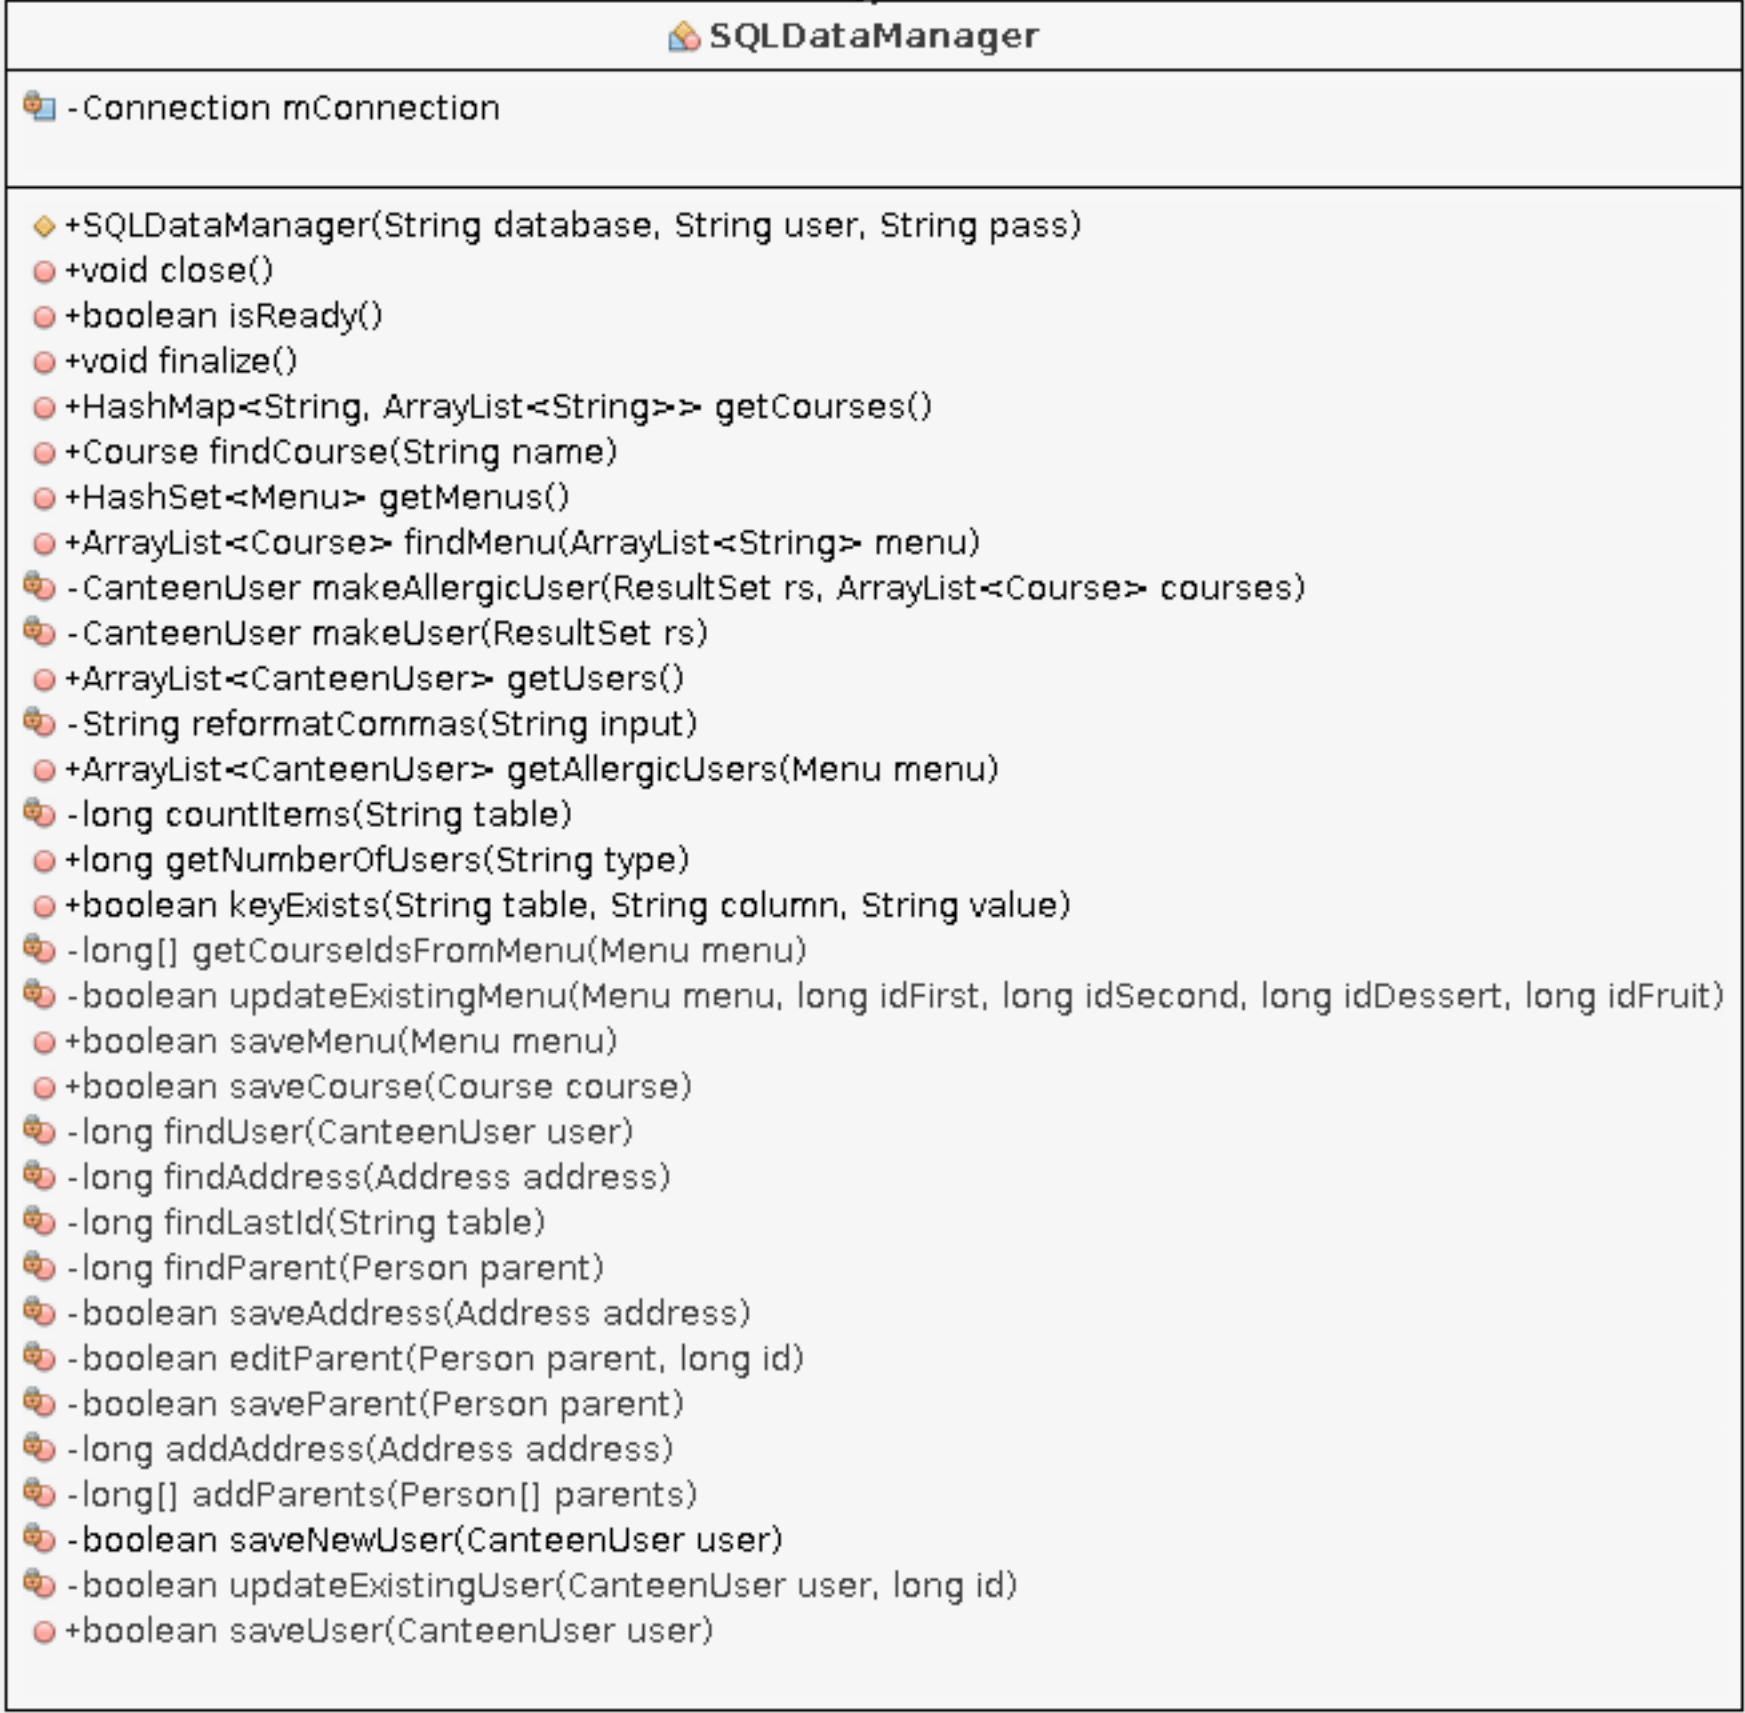 SQLDataManager
-Connection mConnection
+SQLDataManager(String database, String user, String pass)
+void close()
+boolean isReady()
+void finalize()
+HashMap<String, ArrayList<String>> getCourses()
+Course findCourse(String name)
+HashSet<Menu> getMenus()
+ArrayList<Course> findMenu(ArrayList<String> menu)
-CanteenUser makeAllergicUser(ResultSet rs, ArrayList<Course> courses)
-CanteenUser makeUser(ResultSet rs)
+ArrayList<CanteenUser> getUsers()
-String reformatCommas(String input)
+ArrayList<CanteenUser> getAllergicUsers(Menu menu)
-long countItems(String table)
+long getNumberOfUsers(String type)
+boolean keyExists(String table, String column, String value)
-long[] getCourseIdsFromMenu(Menu menu)
-boolean updateExistingMenu(Menu menu, long idFirst, long idSecond, long idDessert, long idFruit)
+boolean saveMenu(Menu menu)
+boolean saveCourse(Course course)
-long findUser(CanteenUser user)
-long findAddress(Address address)
-long findLastId(String table)
-long findParent(Person parent)
-boolean saveAddress(Address address)
-boolean editParent(Person parent, long id)
-boolean saveParent(Person parent)
-long addAddress(Address address)
-long[] addParents(Person[] parents)
-boolean saveNewUser(CanteenUser user)
-boolean updateExistingUser(CanteenUser user, long id)
+boolean saveUser(CanteenUser user)